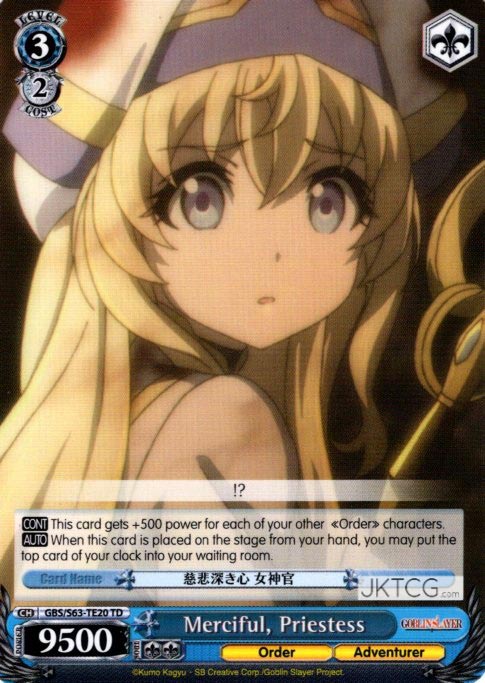 LEVEL
3
2
COST
!?
CONT This card gets +500 power for each of your other «Order» characters.
AUTO When this card is placed on the stage from your hand, you may put the
top card of your clock into your waiting room.
Card Name
慈悲深き心 女神官
JKTCG.com
CH GBS/S63-TE20 TD
POWER 9500 SOUL
Merciful, Priestess
GOBLIN SLAYER
Order
Adventurer
©Kumo Kagyu・SB Creative Corp./Goblin Slayer Project.